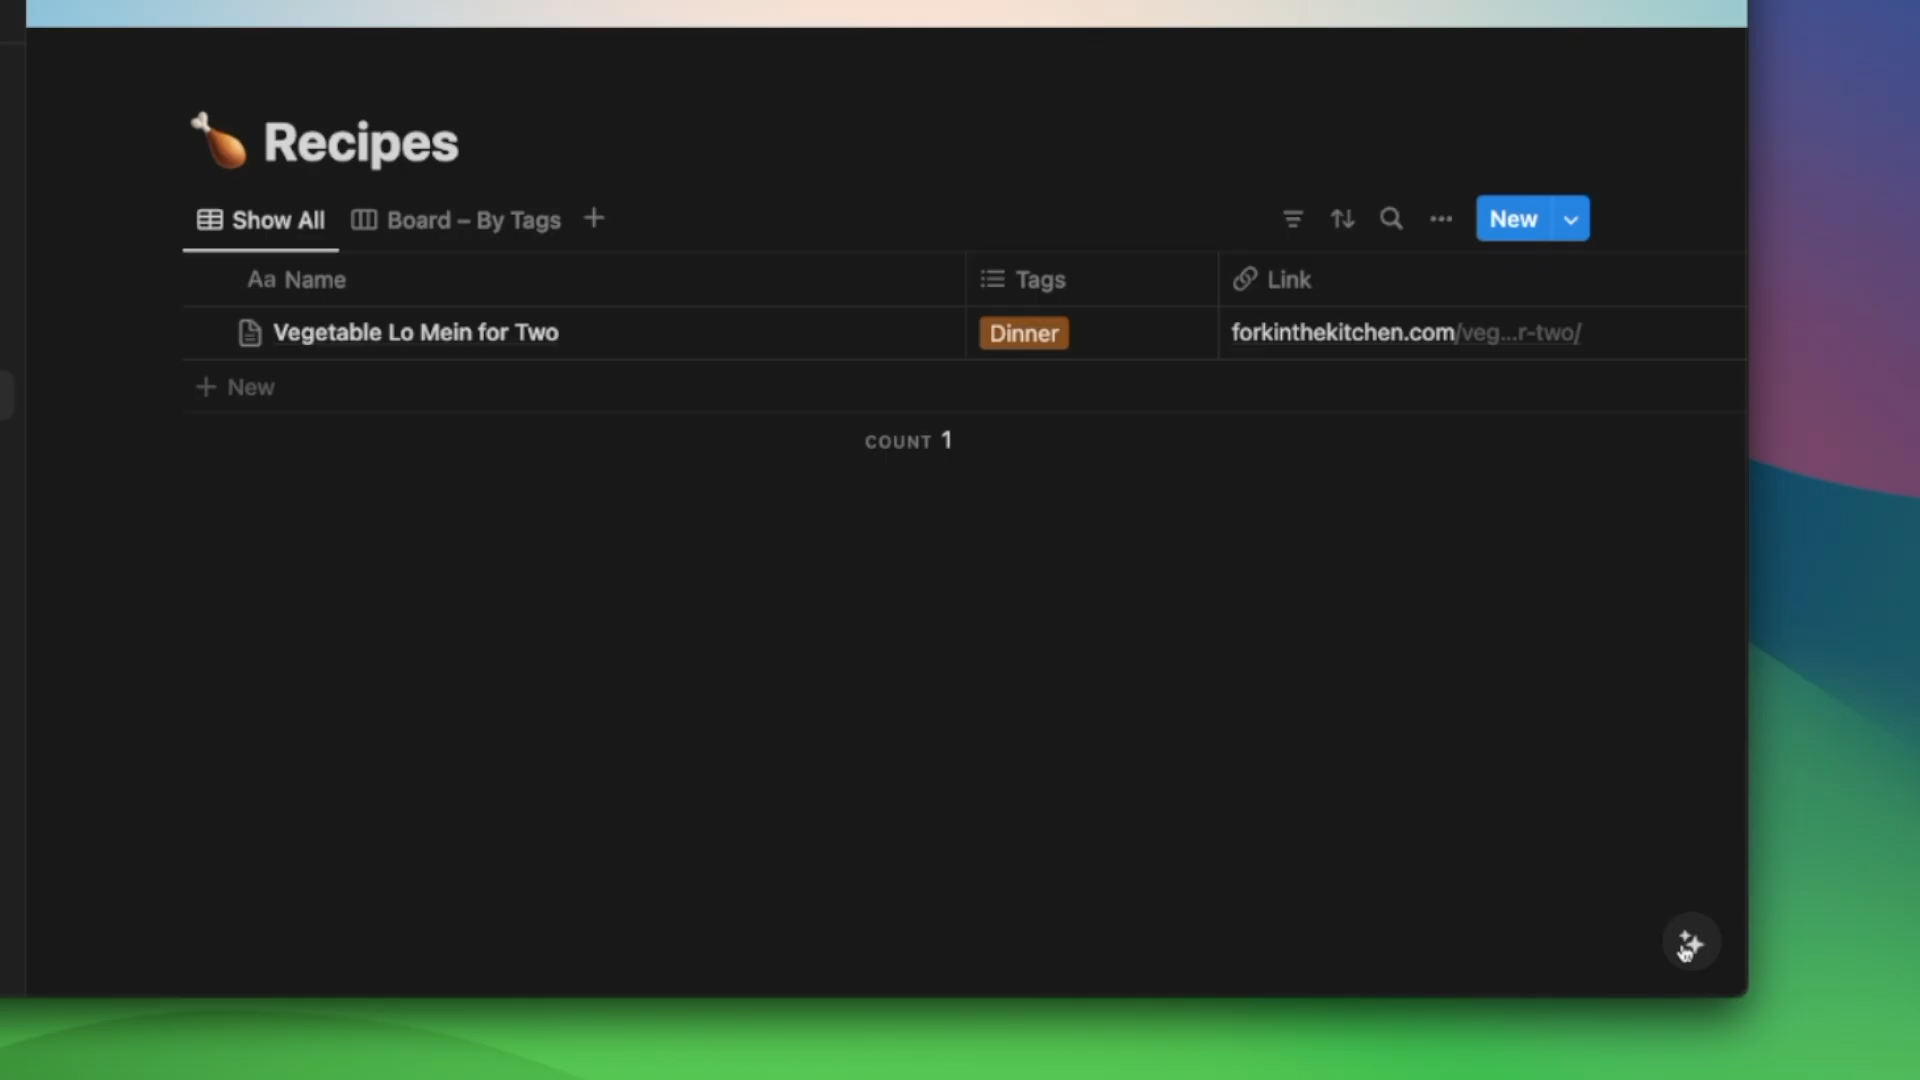 Recipes
Show All Board – By Tags
New
Aa Name Tags Link
Vegetable Lo Mein for Two Dinner forkinthekitchen.com/veg...r-two/
New
COUNT 1